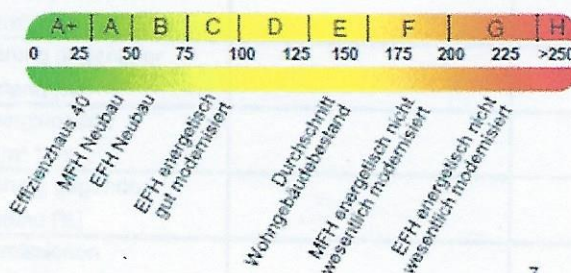 A+ A B C D E F G H
0 25 50 75 100 125 150 175 200 225 >250
Effizienzhaus 40
MFH Neubau
EFH Neubau
EFH energetisch
gut modernisiert
Durchschnitt
Wohngebäudebestand
MFH energetisch nicht
wesentlich modernisiert
EFH energetisch nicht
wesentlich modernisiert
7